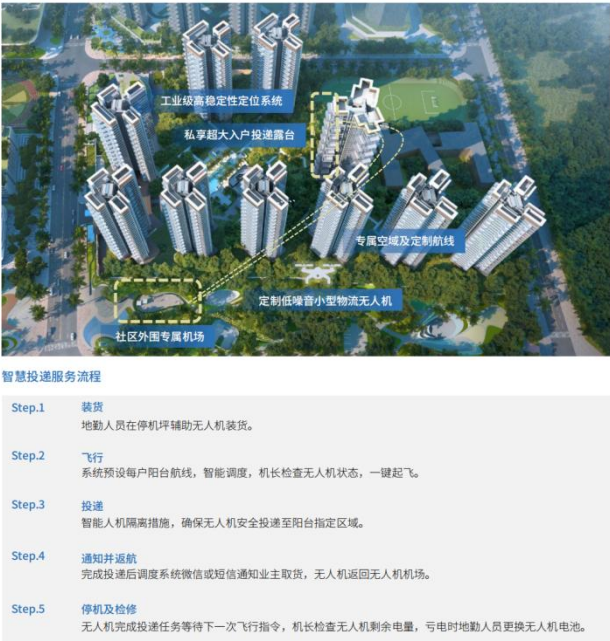 工业级高稳定性定位系统
私享超大入户投递露台
专属空域及定制航线
定制低噪音小型物流无人机
社区外围专属机场
智慧投递服务流程
Step.1 装货
地勤人员在停机坪辅助无人机装货。
Step.2 飞行
系统预设每户阳台航线，智能调度，机长检查无人机状态，一键起飞。
Step.3 投递
智能人机隔离措施，确保无人机安全投递至阳台指定区域。
Step.4 通知并返航
完成投递后调度系统微信或短信通知业主取货，无人机返回无人机机场。
Step.5 停机及检修
无人机完成投递任务等待下一次飞行指令，机长检查无人机剩余电量，亏电时地勤人员更换无人机电池。